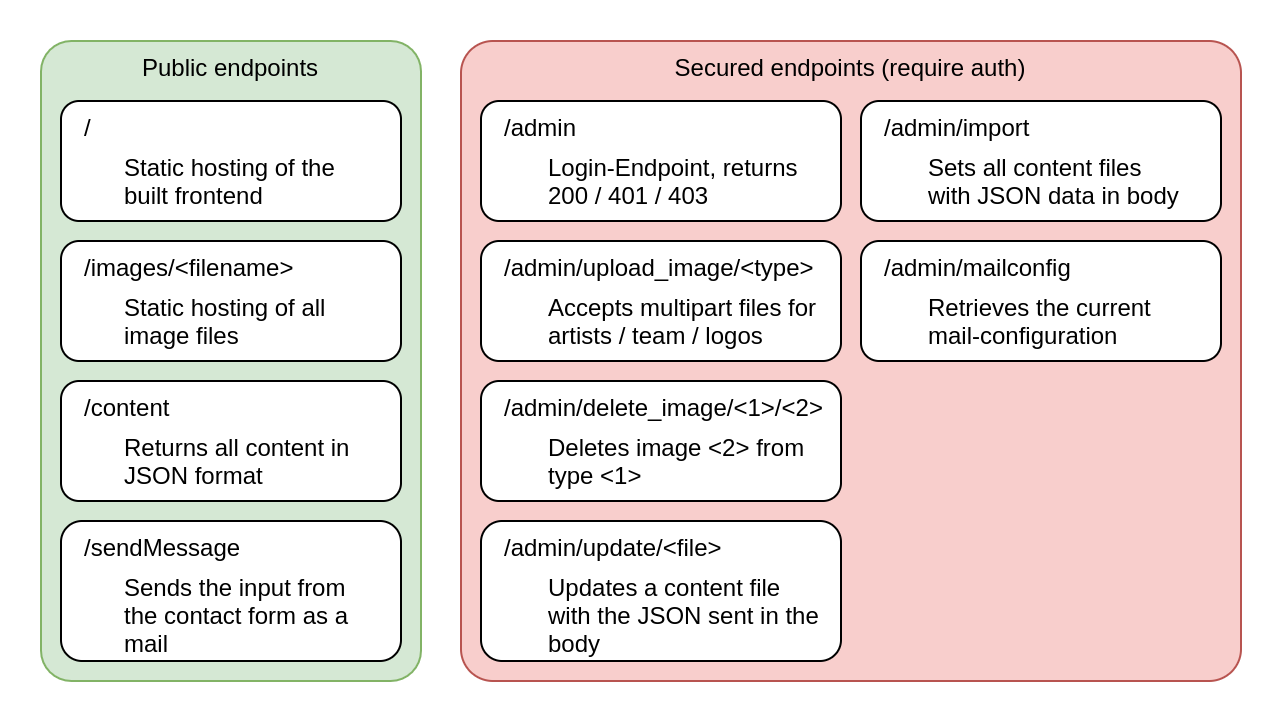 Public endpoints
/
Static hosting of the
built frontend
/images/<filename>
Static hosting of all
image files
/content
Returns all content in
JSON format
/sendMessage
Sends the input from
the contact form as a
mail
Secured endpoints (require auth)
/admin
Login-Endpoint, returns
200 / 401 / 403
/admin/upload_image/<type>
Accepts multipart files for
artists / team / logos
/admin/delete_image/<1>/<2>
Deletes image <2> from
type <1>
/admin/update/<file>
Updates a content file
with the JSON sent in the
body
/admin/import
Sets all content files
with JSON data in body
/admin/mailconfig
Retrieves the current
mail-configuration